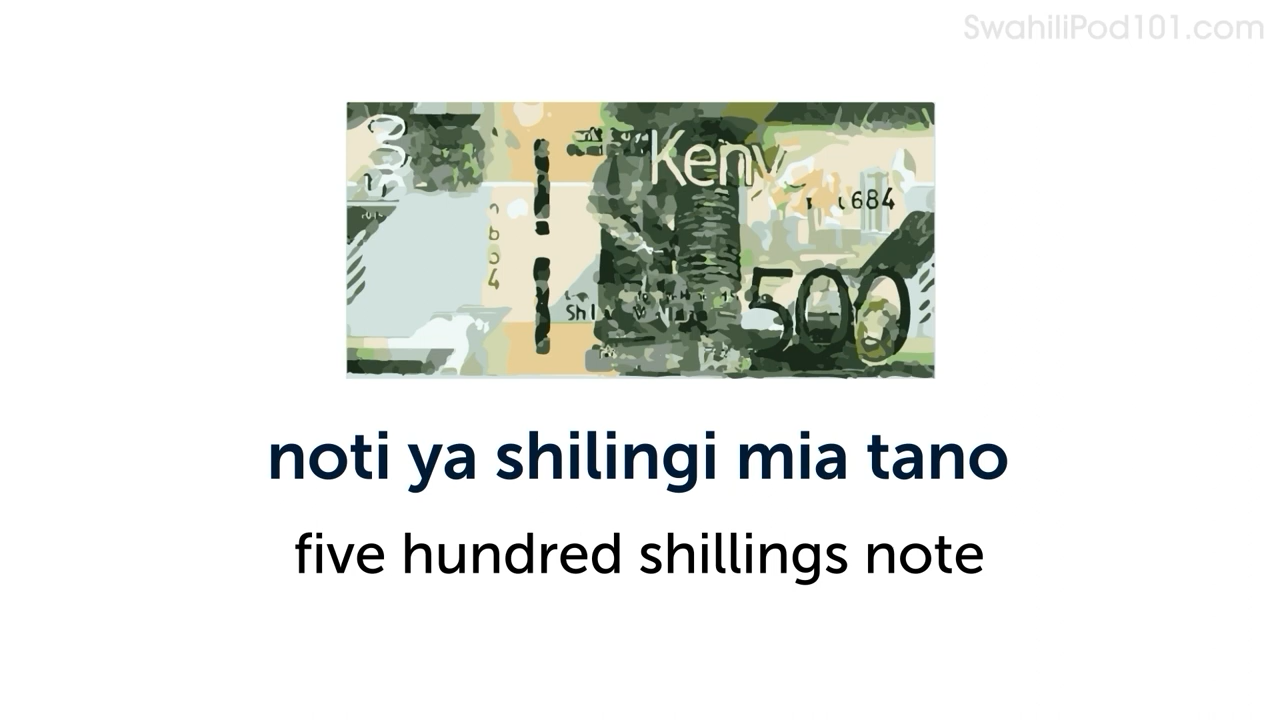 SwahiliPod101.com
Keny
684
500
noti ya shilingi mia tano
five hundred shillings note